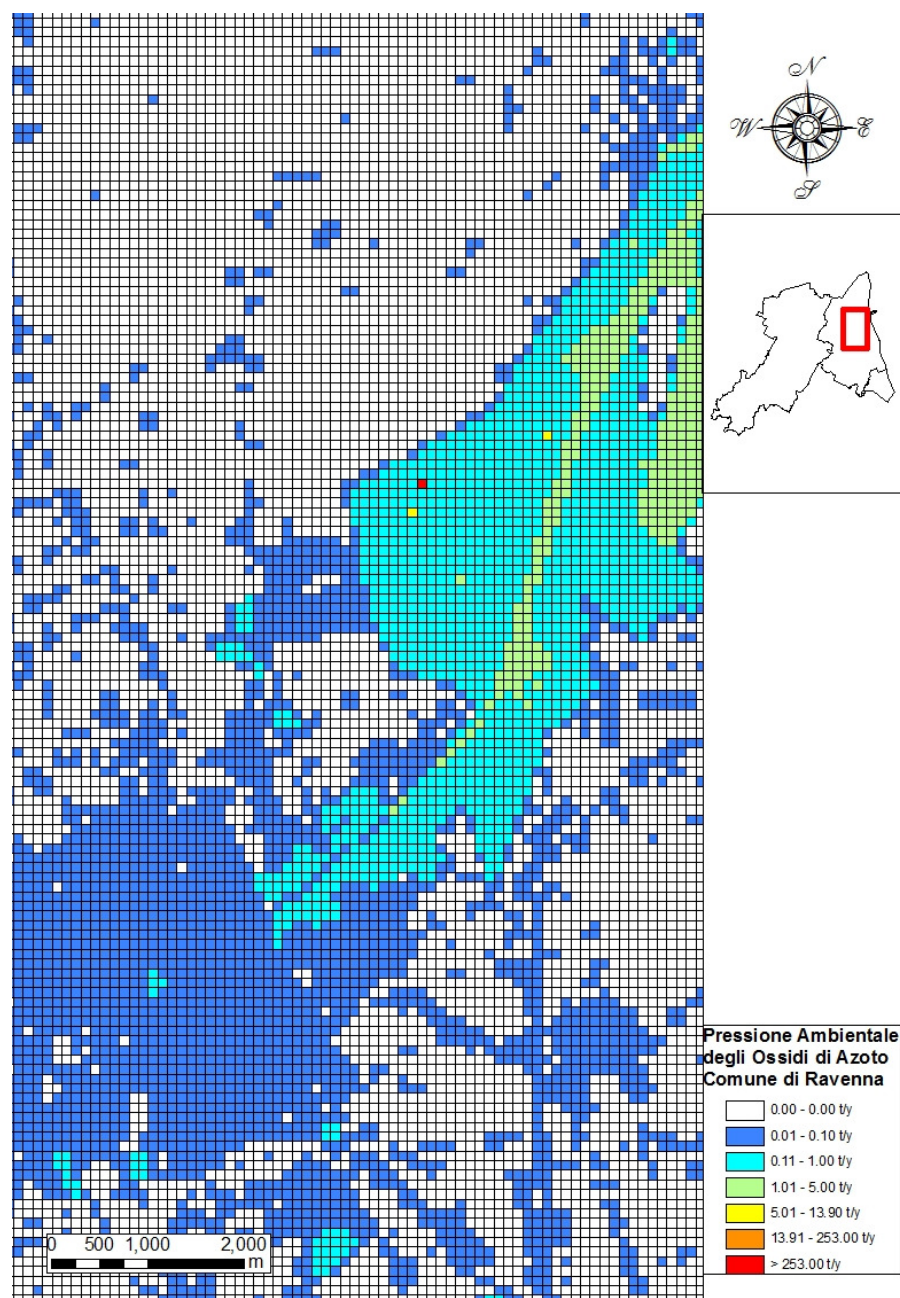 N
W E
S
Pressione Ambientale
degli Ossidi di Azoto
Comune di Ravenna
0.00 - 0.00 t/y
0.01 - 0.10 t/y
0.11 - 1.00 t/y
1.01 - 5.00 t/y
5.01 - 13.90 t/y
13.91 - 253.00 t/y
> 253.00 t/y
0 500 1,000 2,000
m